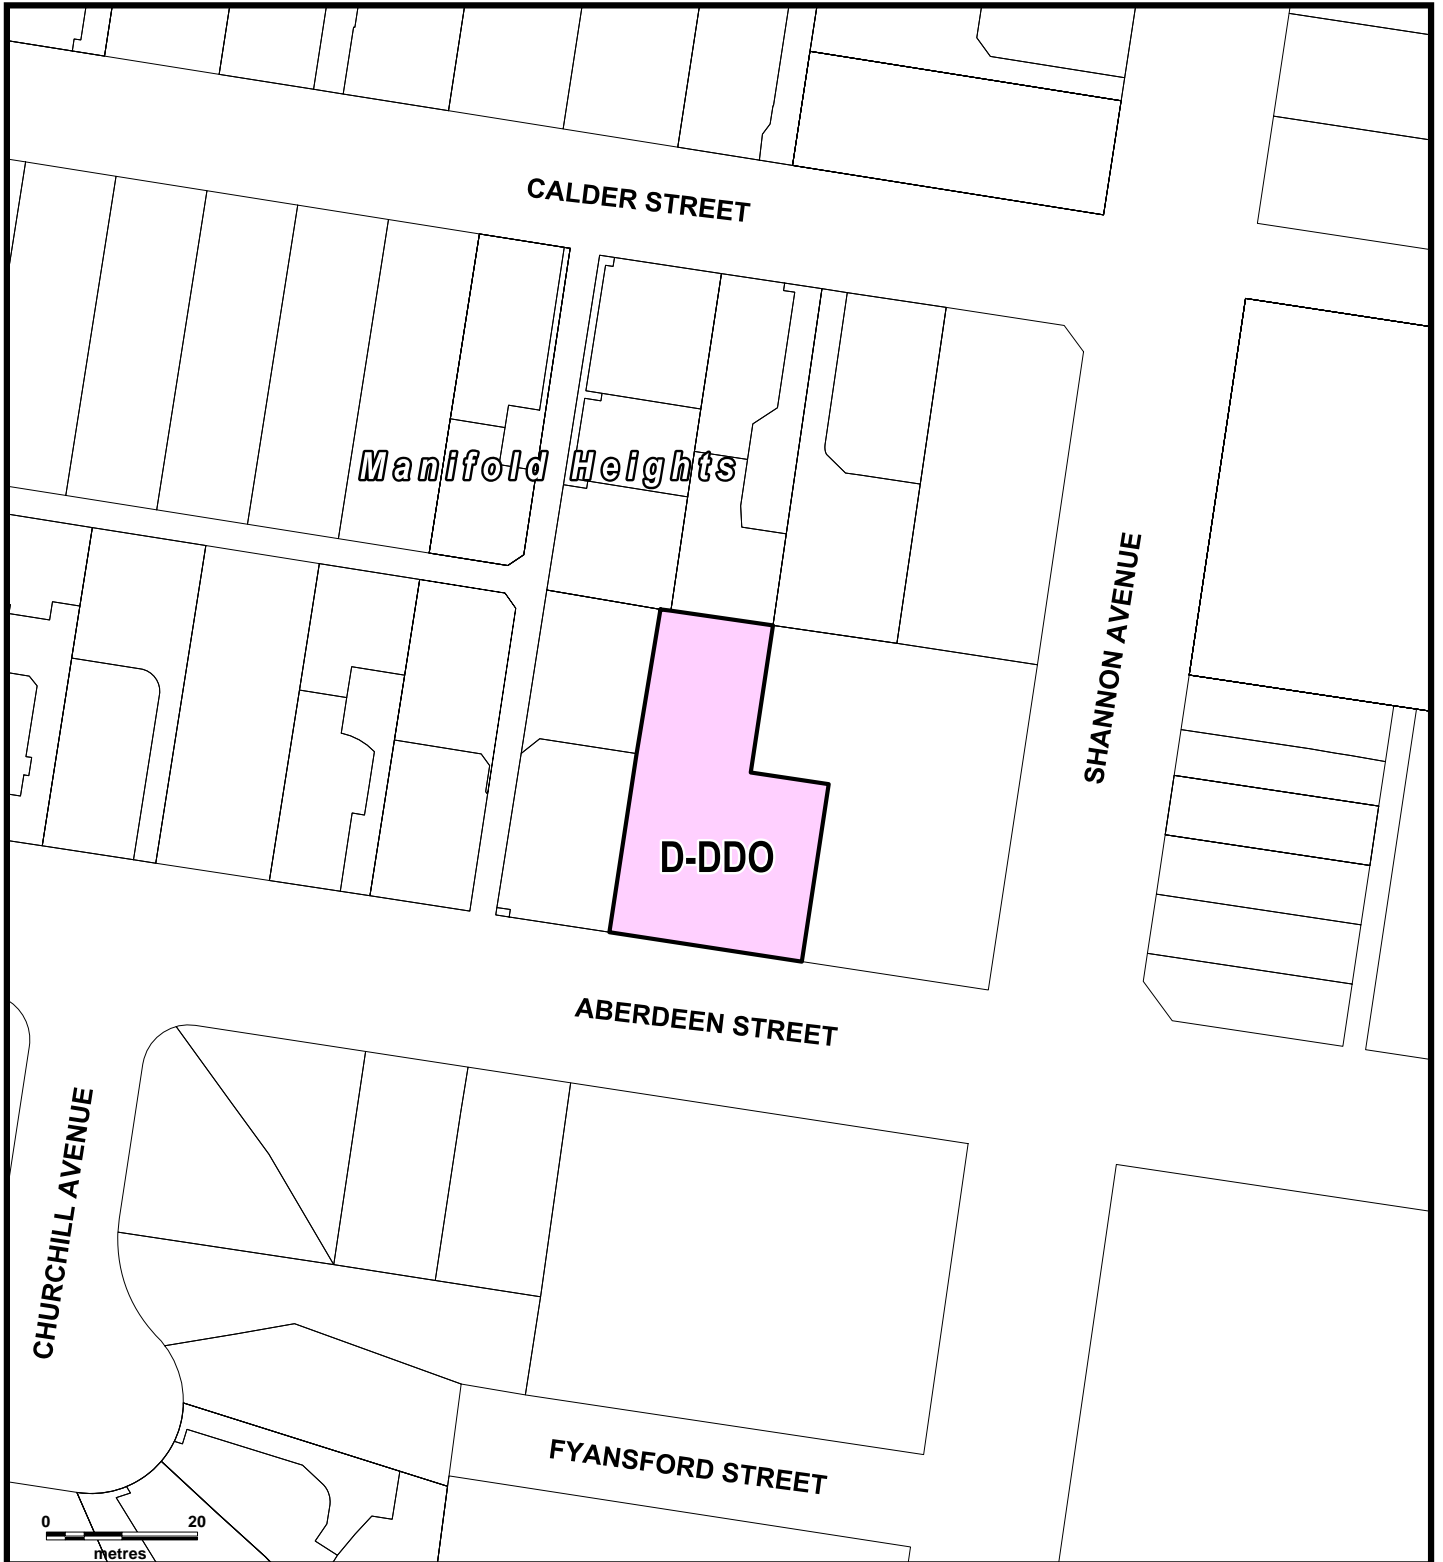 CALDER STREET
Manifold Heights
SHANNON AVENUE
D-DDO
ABERDEEN STREET
CHURCHILL AVENUE
FYANSFORD STREET
0 20
metres